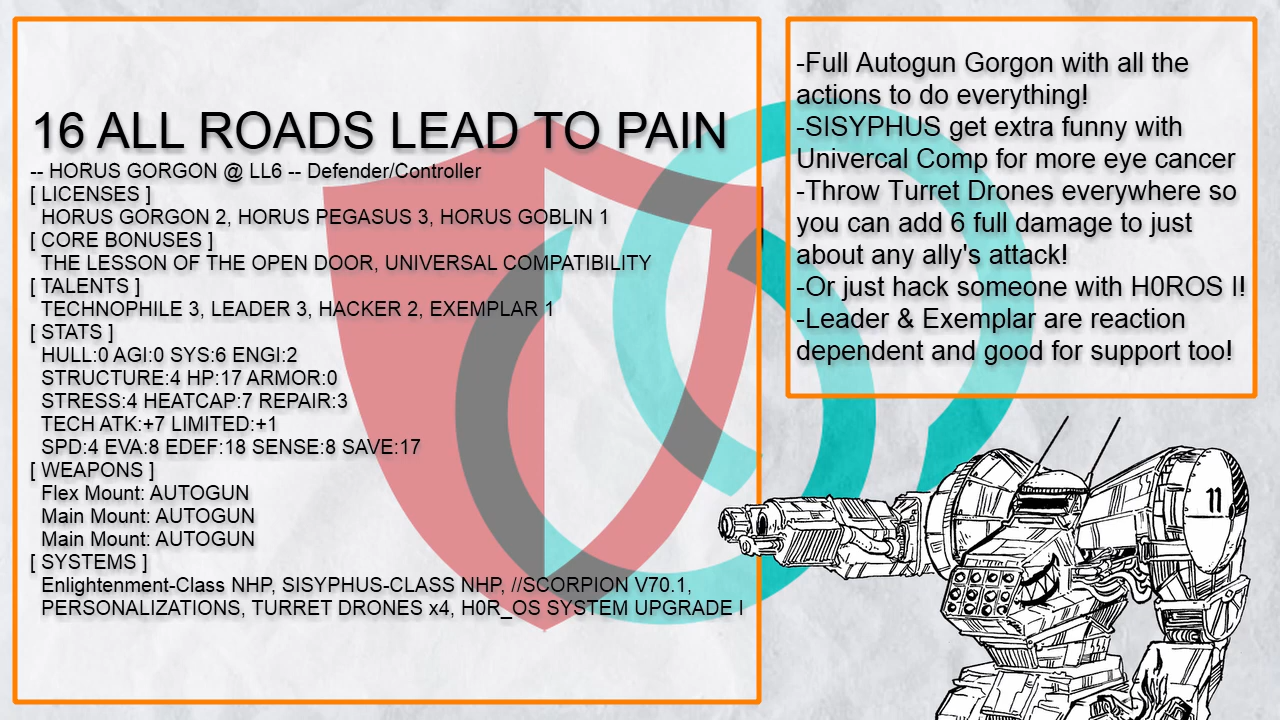 16 ALL ROADS LEAD TO PAIN
-- HORUS GORGON @ LL6 -- Defender/Controller
[ LICENSES ]
HORUS GORGON 2, HORUS PEGASUS 3, HORUS GOBLIN 1
[ CORE BONUSES ]
THE LESSON OF THE OPEN DOOR, UNIVERSAL COMPATIBILITY
[ TALENTS ]
TECHNOPHILE 3, LEADER 3, HACKER 2, EXEMPLAR 1
[ STATS ]
HULL:0 AGI:0 SYS:6 ENGI:2
STRUCTURE:4 HP:17 ARMOR:0
STRESS:4 HEATCAP:7 REPAIR:3
TECH ATK:+7 LIMITED:+1
SPD:4 EVA:8 EDEF:18 SENSE:8 SAVE:17
[ WEAPONS ]
Flex Mount: AUTOGUN
Main Mount: AUTOGUN
Main Mount: AUTOGUN
[ SYSTEMS ]
Enlightenment-Class NHP, SISYPHUS-CLASS NHP, //SCORPION V70.1,
PERSONALIZATIONS, TURRET DRONES x4, H0R_OS SYSTEM UPGRADE I
-Full Autogun Gorgon with all the
actions to do everything!
-SISYPHUS get extra funny with
Univercal Comp for more eye cancer
-Throw Turret Drones everywhere so
you can add 6 full damage to just
about any ally's attack!
-Or just hack someone with H0ROS I!
-Leader & Exemplar are reaction
dependent and good for support too!
11